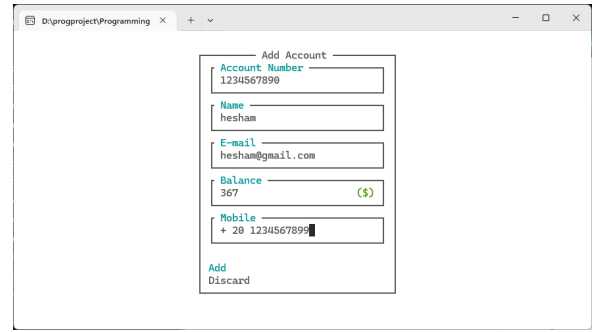 D:\progproject\Programming
Add Account
Account Number
1234567890
Name
hesham
E-mail
hesham@gmail.com
Balance
367 ($)
Mobile
+ 20 1234567899
Add
Discard